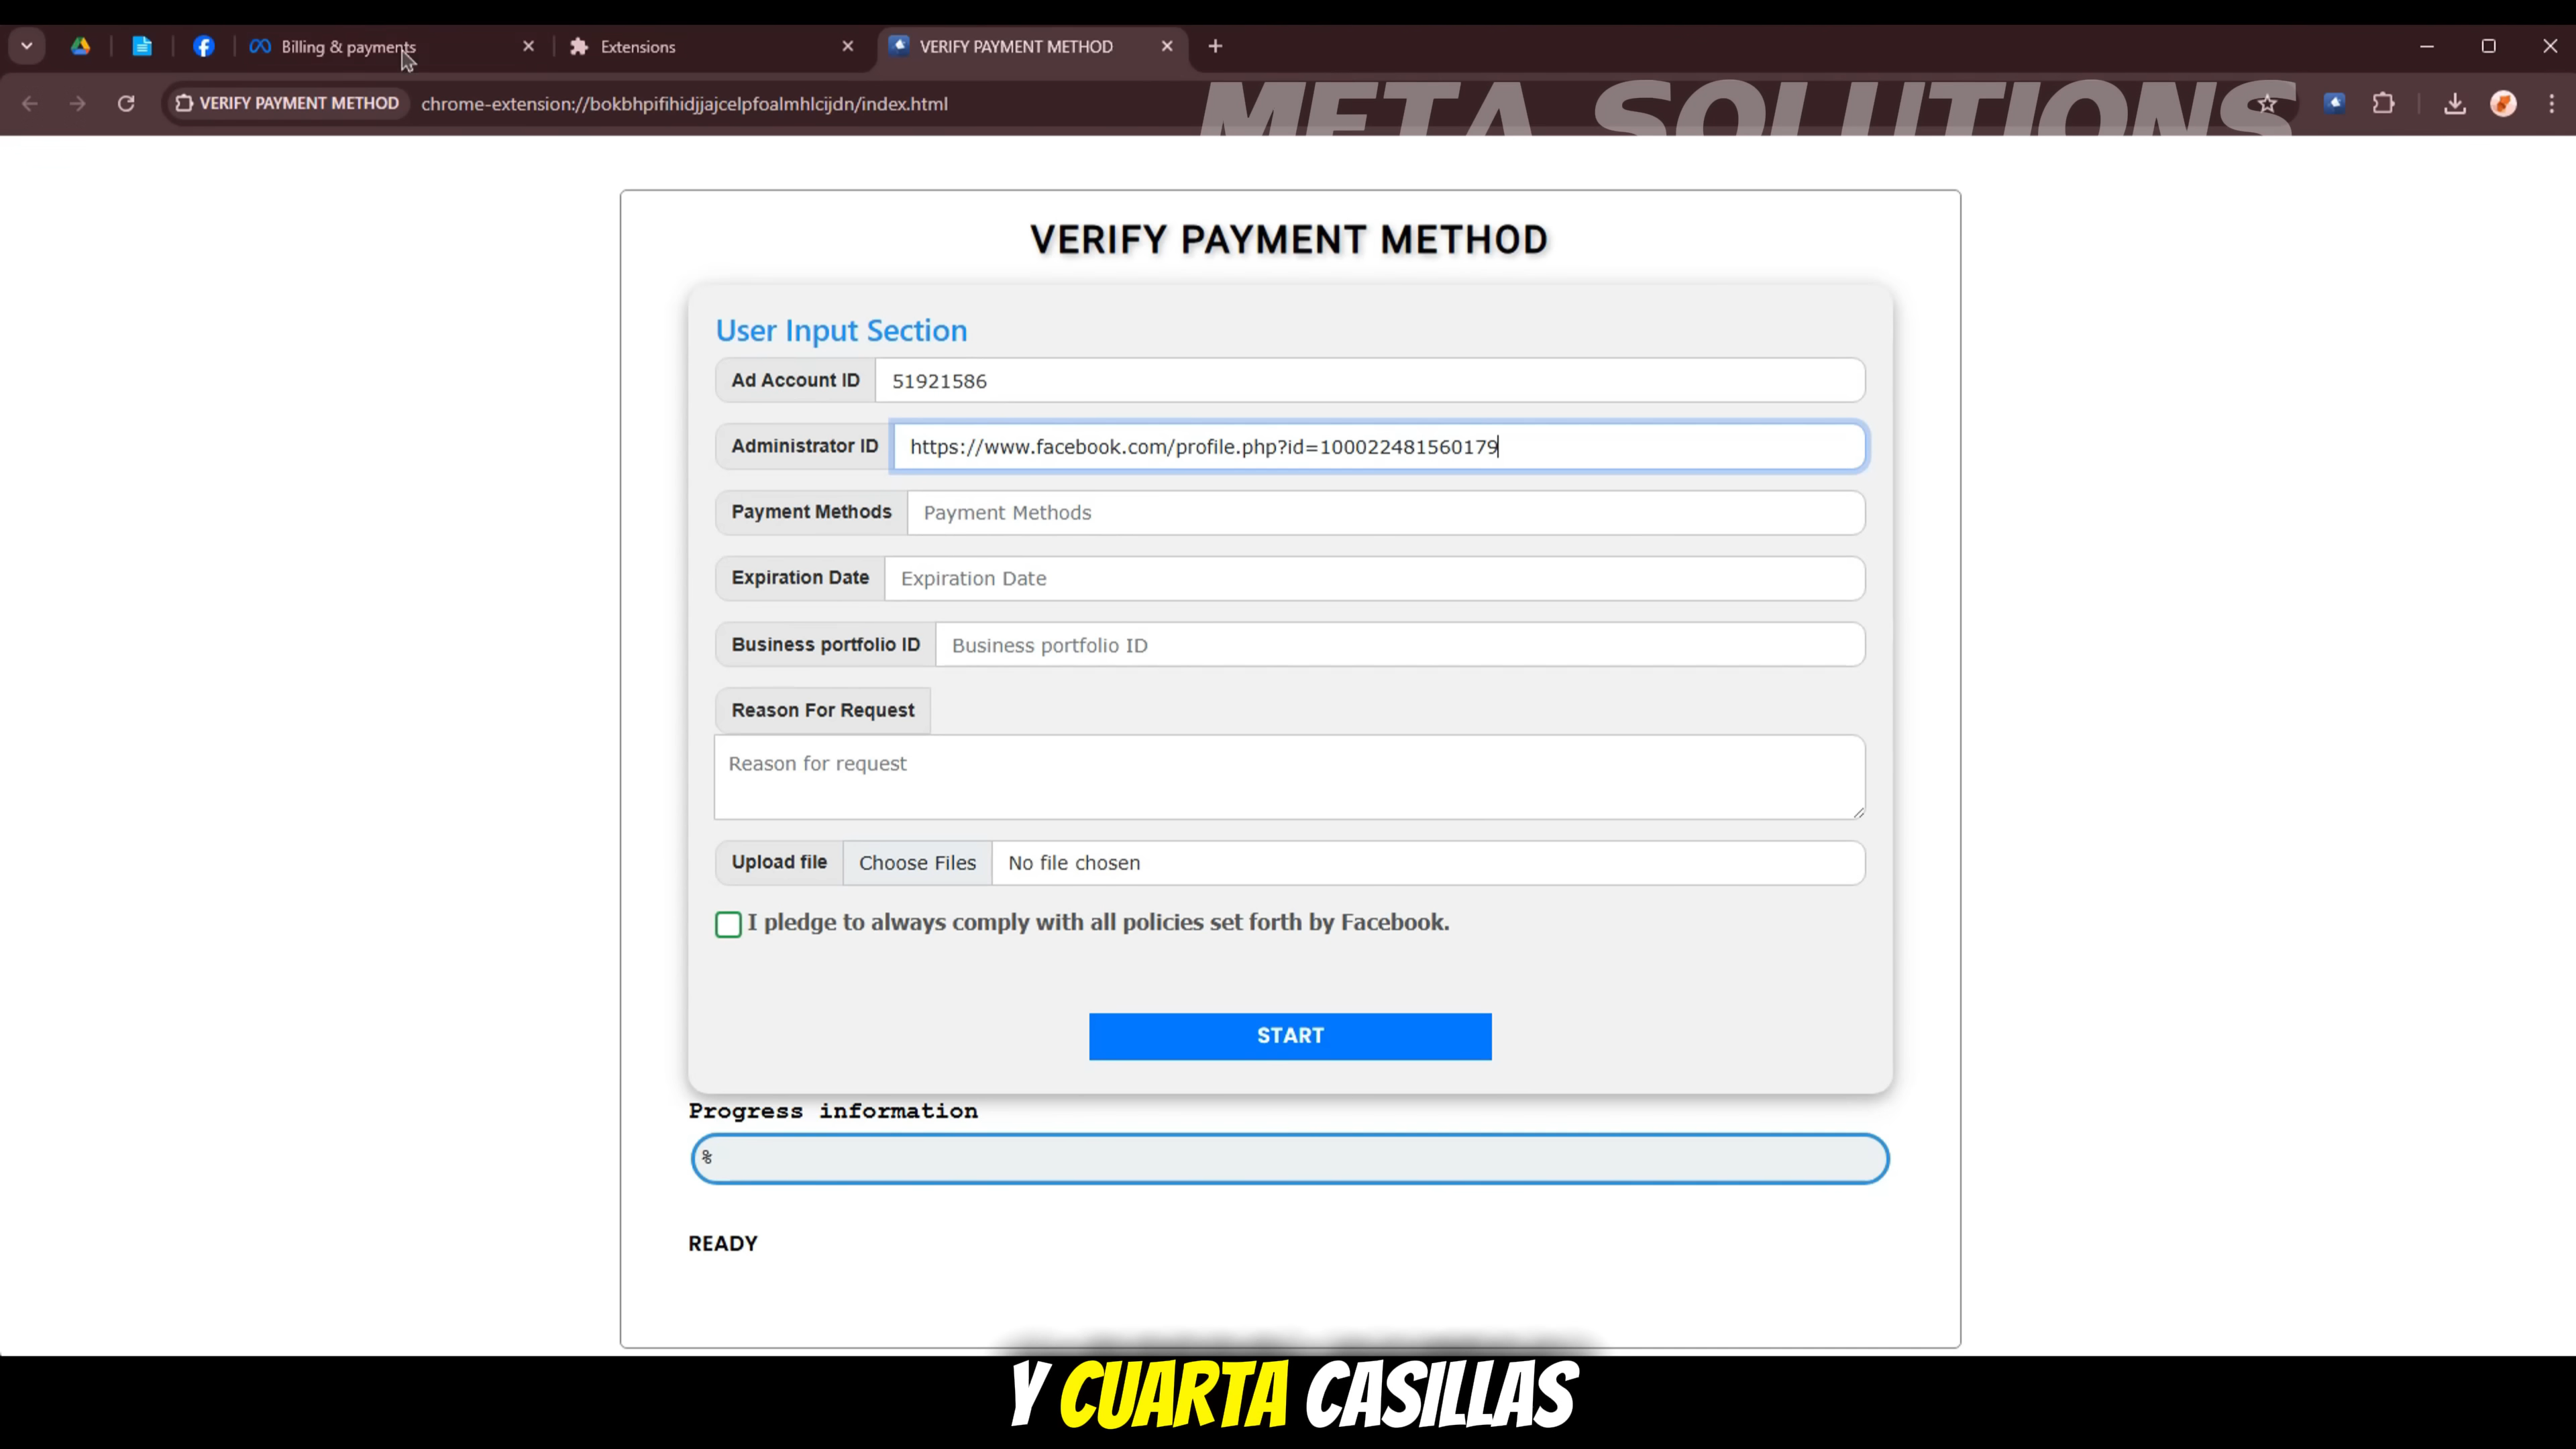 Billing & payments
Extensions
VERIFY PAYMENT METHOD
VERIFY PAYMENT METHOD
chrome-extension://bokbhpifihidjjajcelpfoalmhlcijdn/index.html
META SOLUTIONS
VERIFY PAYMENT METHOD
User Input Section
Ad Account ID
51921586
Administrator ID
https://www.facebook.com/profile.php?id=100022481560179
Payment Methods
Payment Methods
Expiration Date
Expiration Date
Business portfolio ID
Business portfolio ID
Reason For Request
Reason for request
Upload file
Choose Files
No file chosen
I pledge to always comply with all policies set forth by Facebook.
START
Progress information
%
READY
Y CUARTA CASILLAS